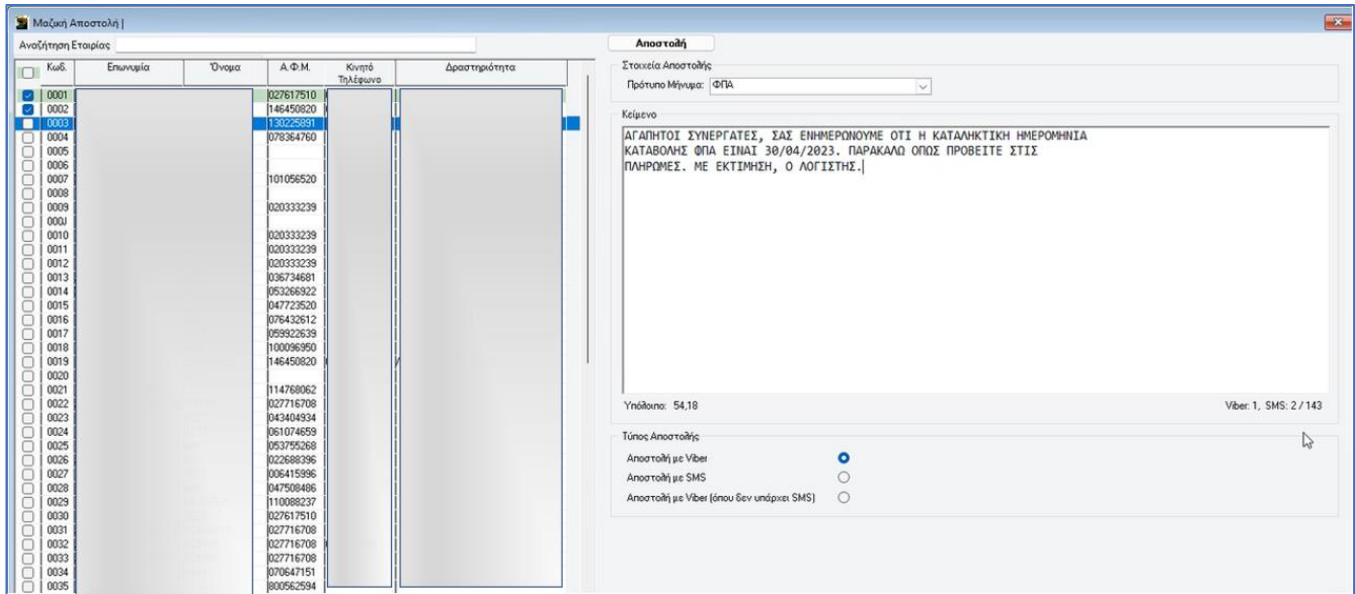 Μαζική Αποστολή |
Αναζήτηση Εταιρίας
Κωδ. Επωνυμία Όνομα Α.Φ.Μ. Κινητό Τηλέφωνο Δραστηριότητα
0001 027617510
0002 146450820
0003 130225891
0004 078364760
0005
0006
0007 101056520
0008
0009 020333239
000J
0010 020333239
0011 020333239
0012 020333239
0013 036734681
0014 053266922
0015 047723520
0016 076432612
0017 059922639
0018 100096950
0019 146450820
0020
0021 114768062
0022 027716708
0023 043404934
0024 061074659
0025 053755268
0026 022688396
0027 006415996
0028 047508486
0029 110088237
0030 027617510
0031 027716708
0032 027716708
0033 027716708
0034 070647151
0035 800562594
Αποστολή
Στοιχεία Αποστολής
Πρότυπο Μήνυμα: ΦΠΑ
Κείμενο
ΑΓΑΠΗΤΟΙ ΣΥΝΕΡΓΑΤΕΣ, ΣΑΣ ΕΝΗΜΕΡΩΝΟΥΜΕ ΟΤΙ Η ΚΑΤΑΛΗΚΤΙΚΗ ΗΜΕΡΟΜΗΝΙΑ
ΚΑΤΑΒΟΛΗΣ ΦΠΑ ΕΙΝΑΙ 30/04/2023. ΠΑΡΑΚΑΛΩ ΟΠΩΣ ΠΡΟΒΕΙΤΕ ΣΤΙΣ
ΠΛΗΡΩΜΕΣ. ΜΕ ΕΚΤΙΜΗΣΗ, Ο ΛΟΓΙΣΤΗΣ.
Υπόλοιπο: 54,18 Viber: 1, SMS: 2 / 143
Τύπος Αποστολής
Αποστολή με Viber
Αποστολή με SMS
Αποστολή με Viber (όπου δεν υπάρχει SMS)